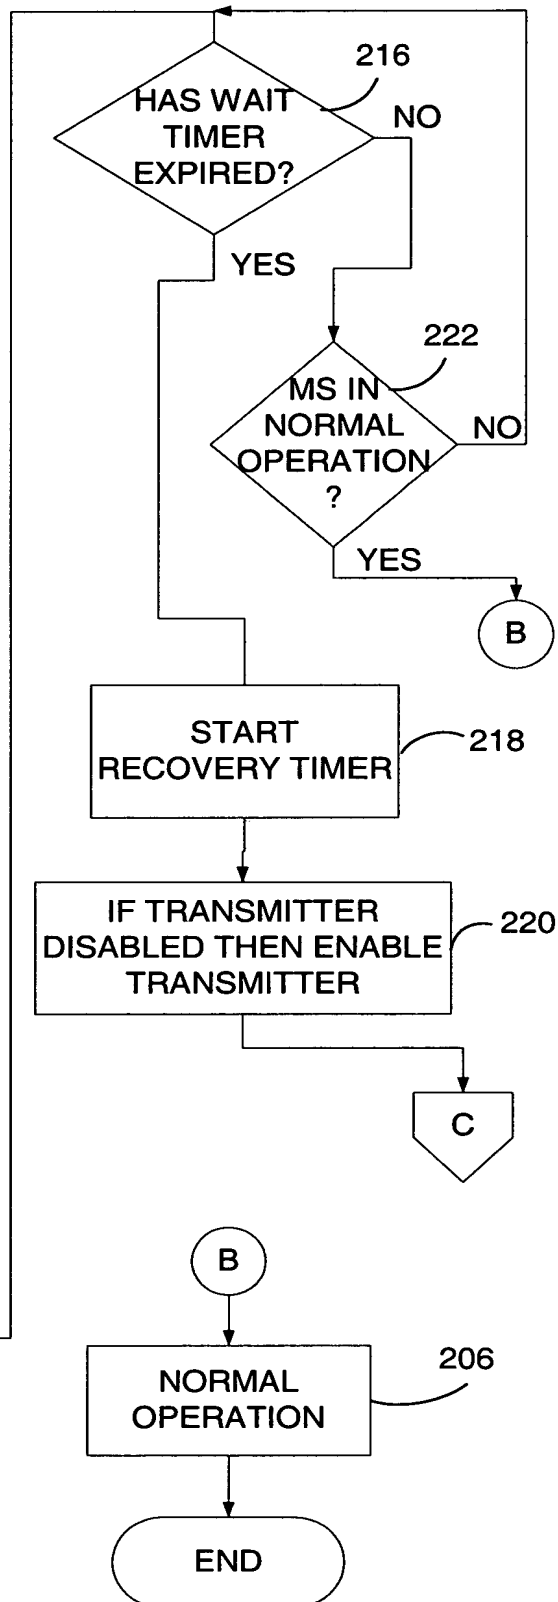 216
HAS WAIT
TIMER
EXPIRED?
NO
YES
222
MS IN
NORMAL
OPERATION
?
NO
YES
B
START
RECOVERY TIMER
218
IF TRANSMITTER
DISABLED THEN ENABLE
TRANSMITTER
220
C
B
206
NORMAL
OPERATION
END